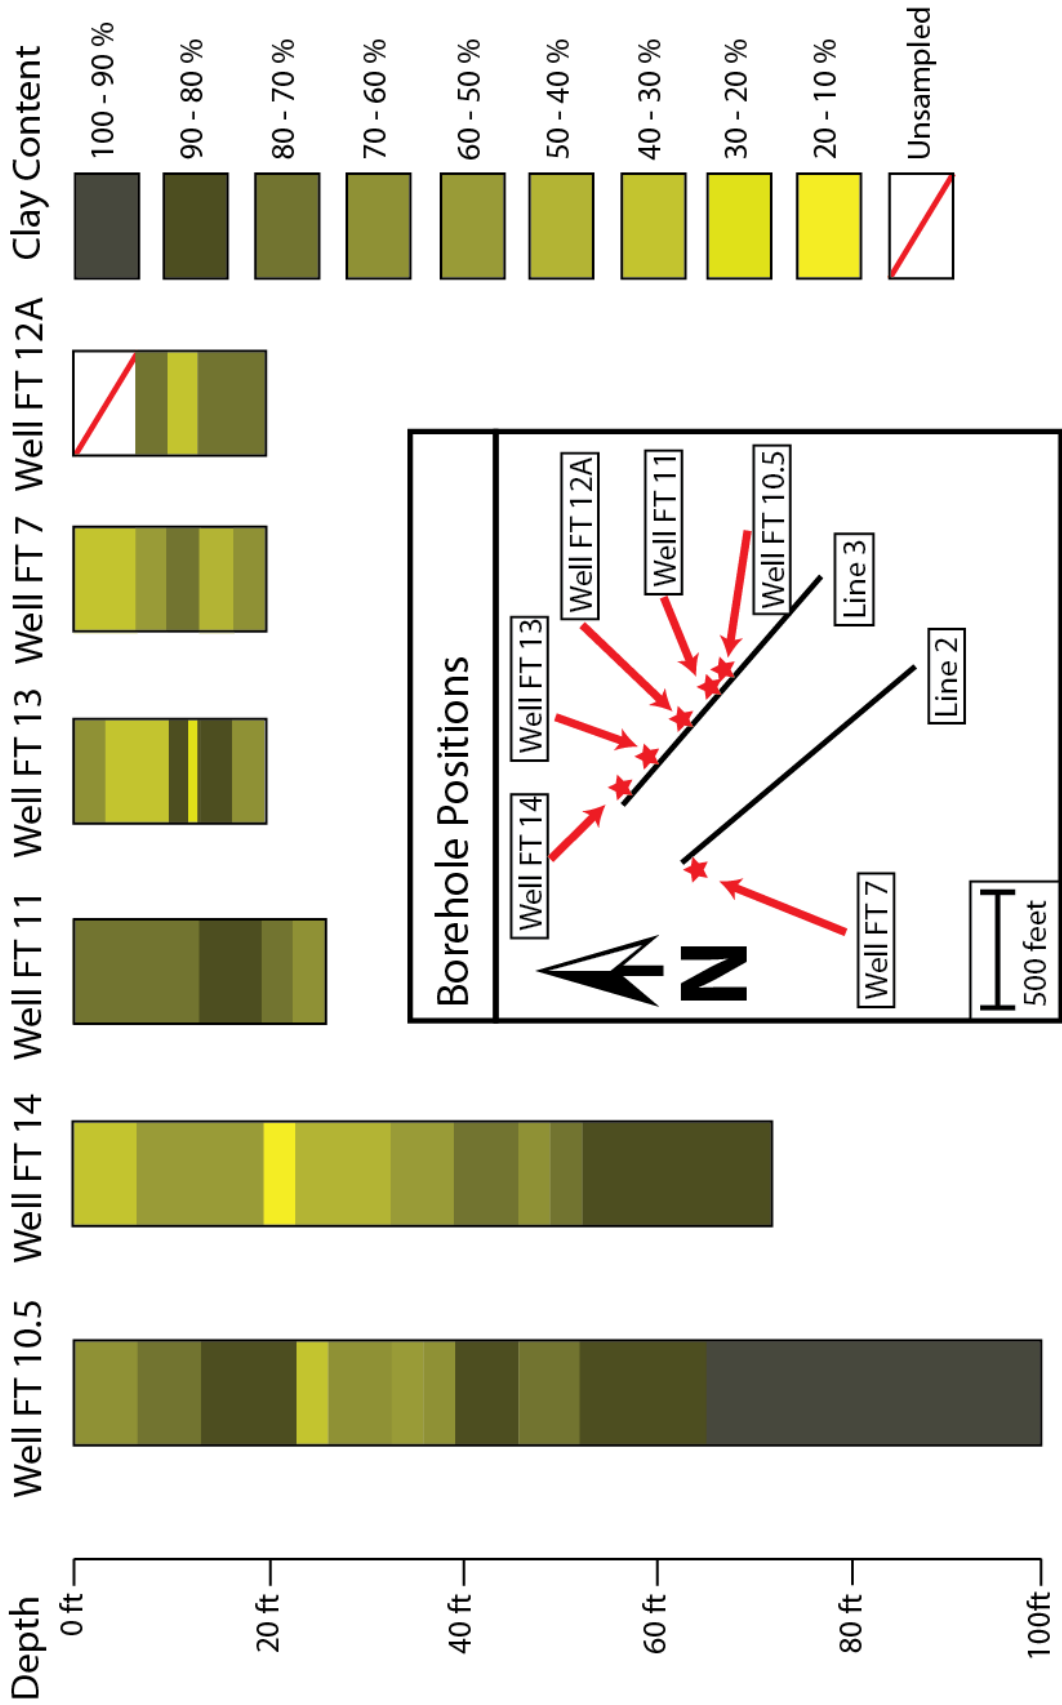 Depth
0 ft
20 ft
40 ft
60 ft
80 ft
100ft
Well FT 10.5
Well FT 14
Well FT 11
Well FT 13
Well FT 7
Well FT 12A
Clay Content
100 - 90 %
90 - 80 %
80 - 70 %
70 - 60 %
60 - 50 %
50 - 40 %
40 - 30 %
30 - 20 %
20 - 10 %
Unsampled
Borehole Positions
Well FT 14
Well FT 13
Well FT 12A
Well FT 11
Well FT 10.5
N
Well FT 7
Line 3
Line 2
500 feet